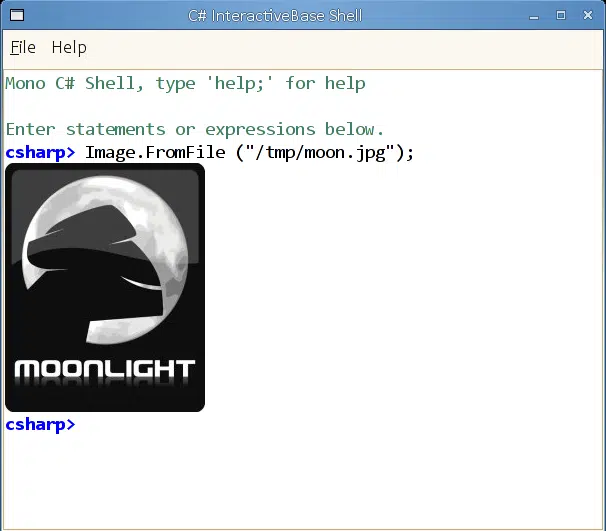 C# InteractiveBase Shell
File Help
Mono C# Shell, type 'help;' for help
Enter statements or expressions below.
csharp> Image.FromFile ("/tmp/moon.jpg");
MOONLIGHT
csharp>